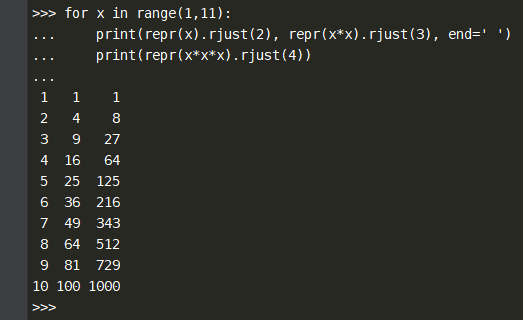 >>> for x in range(1,11):
...     print(repr(x).rjust(2), repr(x*x).rjust(3), end=' ')
...     print(repr(x*x*x).rjust(4))
...
 1   1    1
 2   4    8
 3   9   27
 4  16   64
 5  25  125
 6  36  216
 7  49  343
 8  64  512
 9  81  729
10 100 1000
>>>